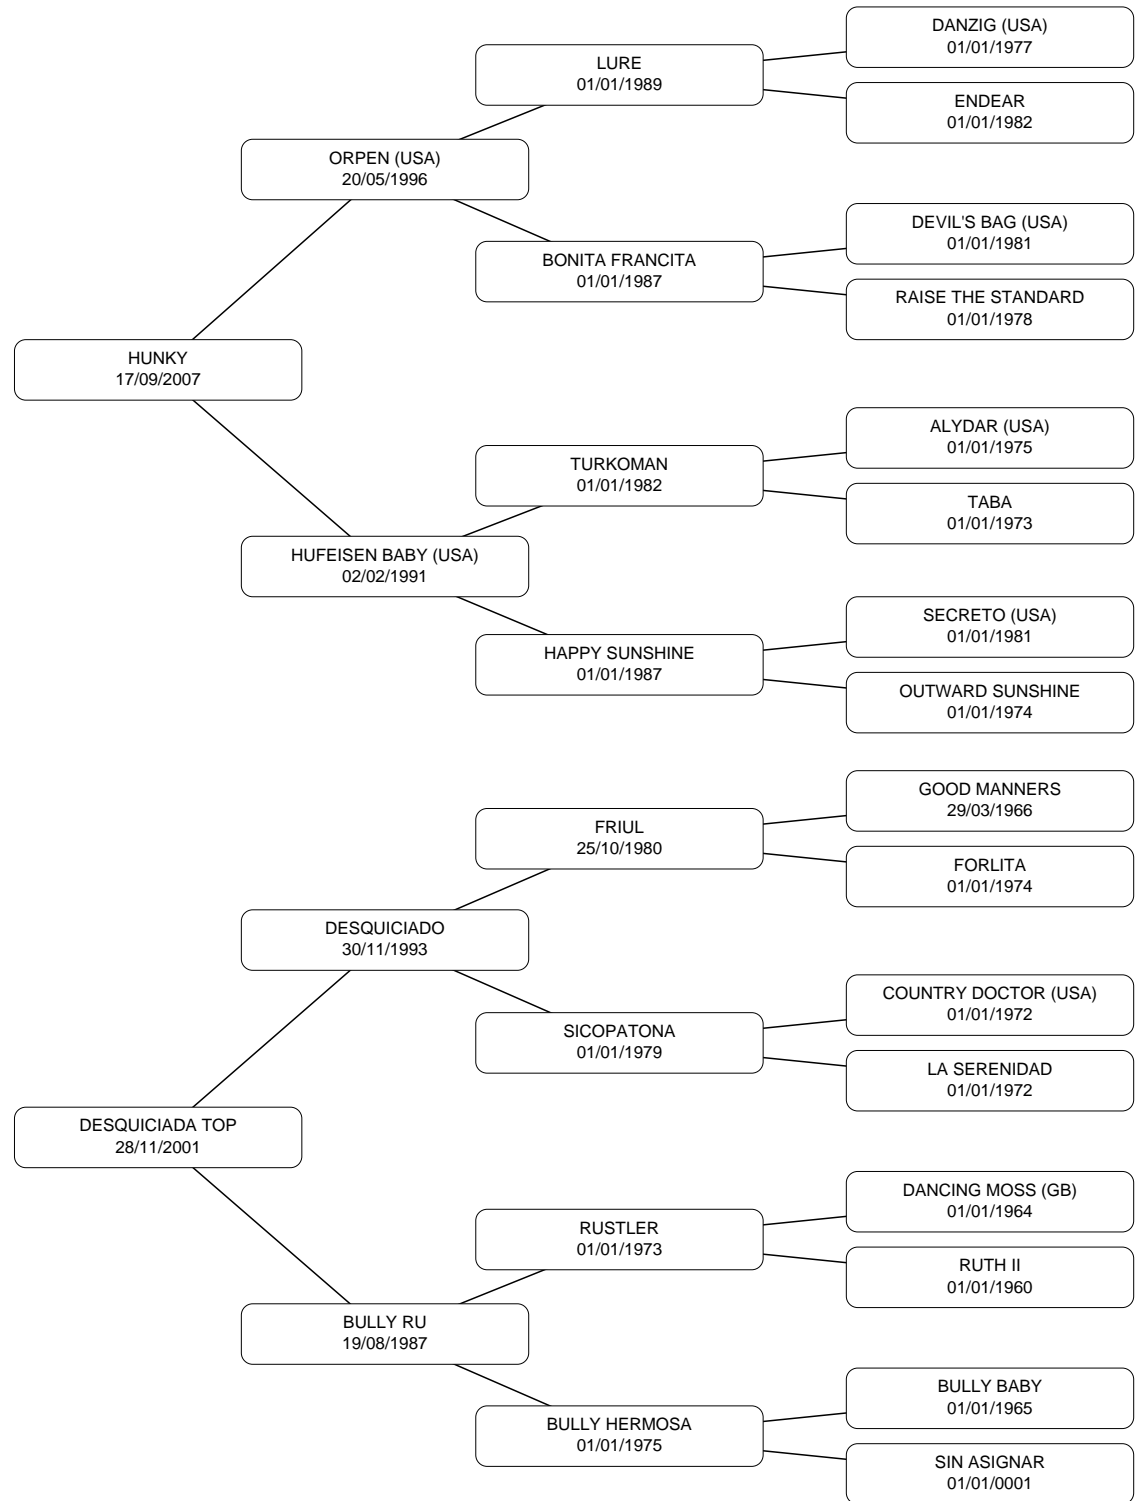 DANZIG (USA)
01/01/1977
LURE
01/01/1989
ENDEAR
01/01/1982
ORPEN (USA)
20/05/1996
DEVIL'S BAG (USA)
01/01/1981
BONITA FRANCITA
01/01/1987
RAISE THE STANDARD
01/01/1978
HUNKY
17/09/2007
ALYDAR (USA)
01/01/1975
TURKOMAN
01/01/1982
TABA
01/01/1973
HUFEISEN BABY (USA)
02/02/1991
SECRETO (USA)
01/01/1981
HAPPY SUNSHINE
01/01/1987
OUTWARD SUNSHINE
01/01/1974
GOOD MANNERS
29/03/1966
FRIUL
25/10/1980
FORLITA
01/01/1974
DESQUICIADO
30/11/1993
COUNTRY DOCTOR (USA)
01/01/1972
SICOPATONA
01/01/1979
LA SERENIDAD
01/01/1972
DESQUICIADA TOP
28/11/2001
DANCING MOSS (GB)
01/01/1964
RUSTLER
01/01/1973
RUTH II
01/01/1960
BULLY RU
19/08/1987
BULLY BABY
01/01/1965
BULLY HERMOSA
01/01/1975
SIN ASIGNAR
01/01/0001